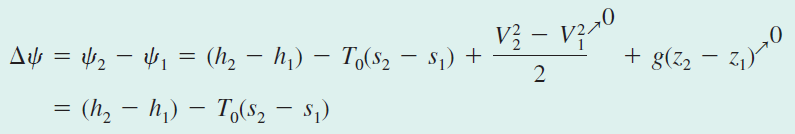 Δψ = ψ₂ − ψ₁ = (h₂ − h₁) − T₀(s₂ − s₁) + (V₂² − V₁²)/2 ↗0 + g(z₂ − z₁)↗0
= (h₂ − h₁) − T₀(s₂ − s₁)